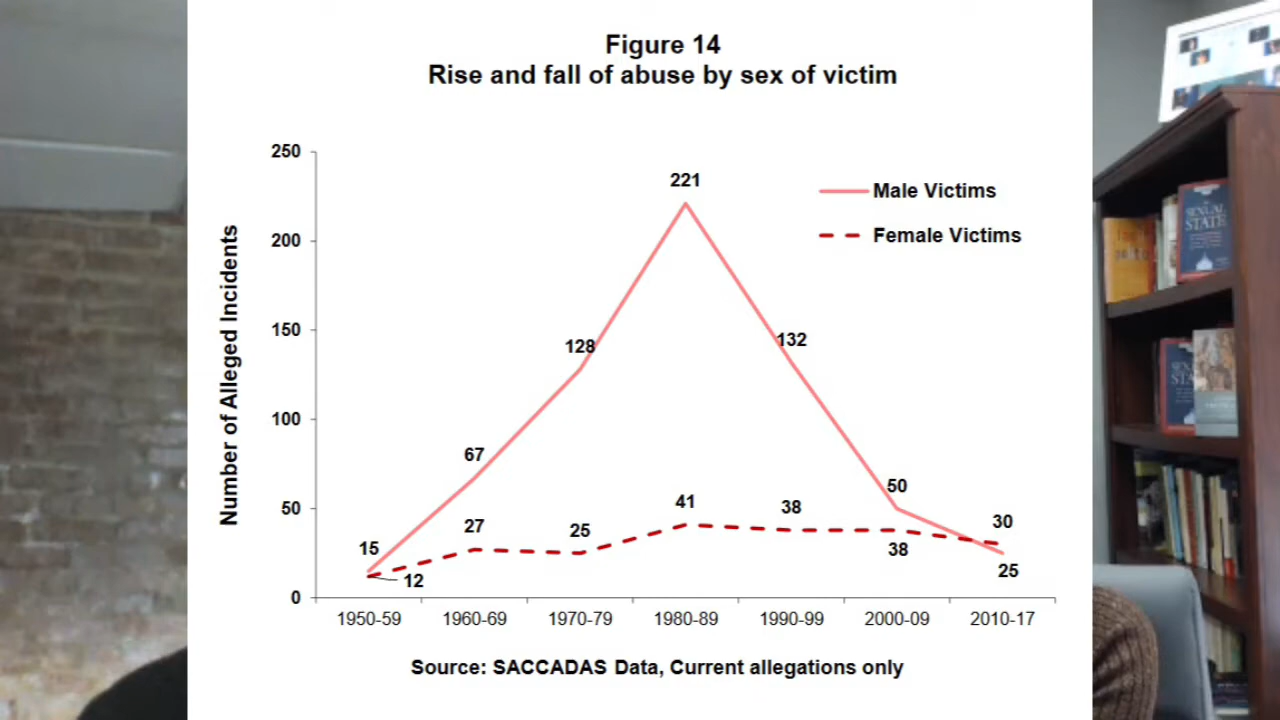 Figure 14
Rise and fall of abuse by sex of victim
250
200
150
100
50
0
Number of Alleged Incidents
221
128
132
67
50
15
12
27
25
41
38
38
30
25
Male Victims
Female Victims
1950-59 1960-69 1970-79 1980-89 1990-99 2000-09 2010-17
Source: SACCADAS Data, Current allegations only
SEXUAL
STATE